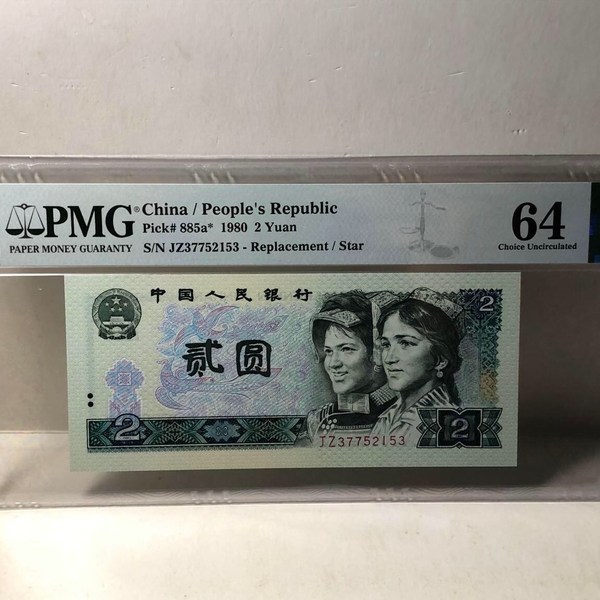 PMG®
PAPER MONEY GUARANTY
China / People's Republic
Pick# 885a* 1980 2 Yuan
S/N JZ37752153 - Replacement / Star
64
Choice Uncirculated
中国人民银行
2
贰圆
2
JZ37752153
2